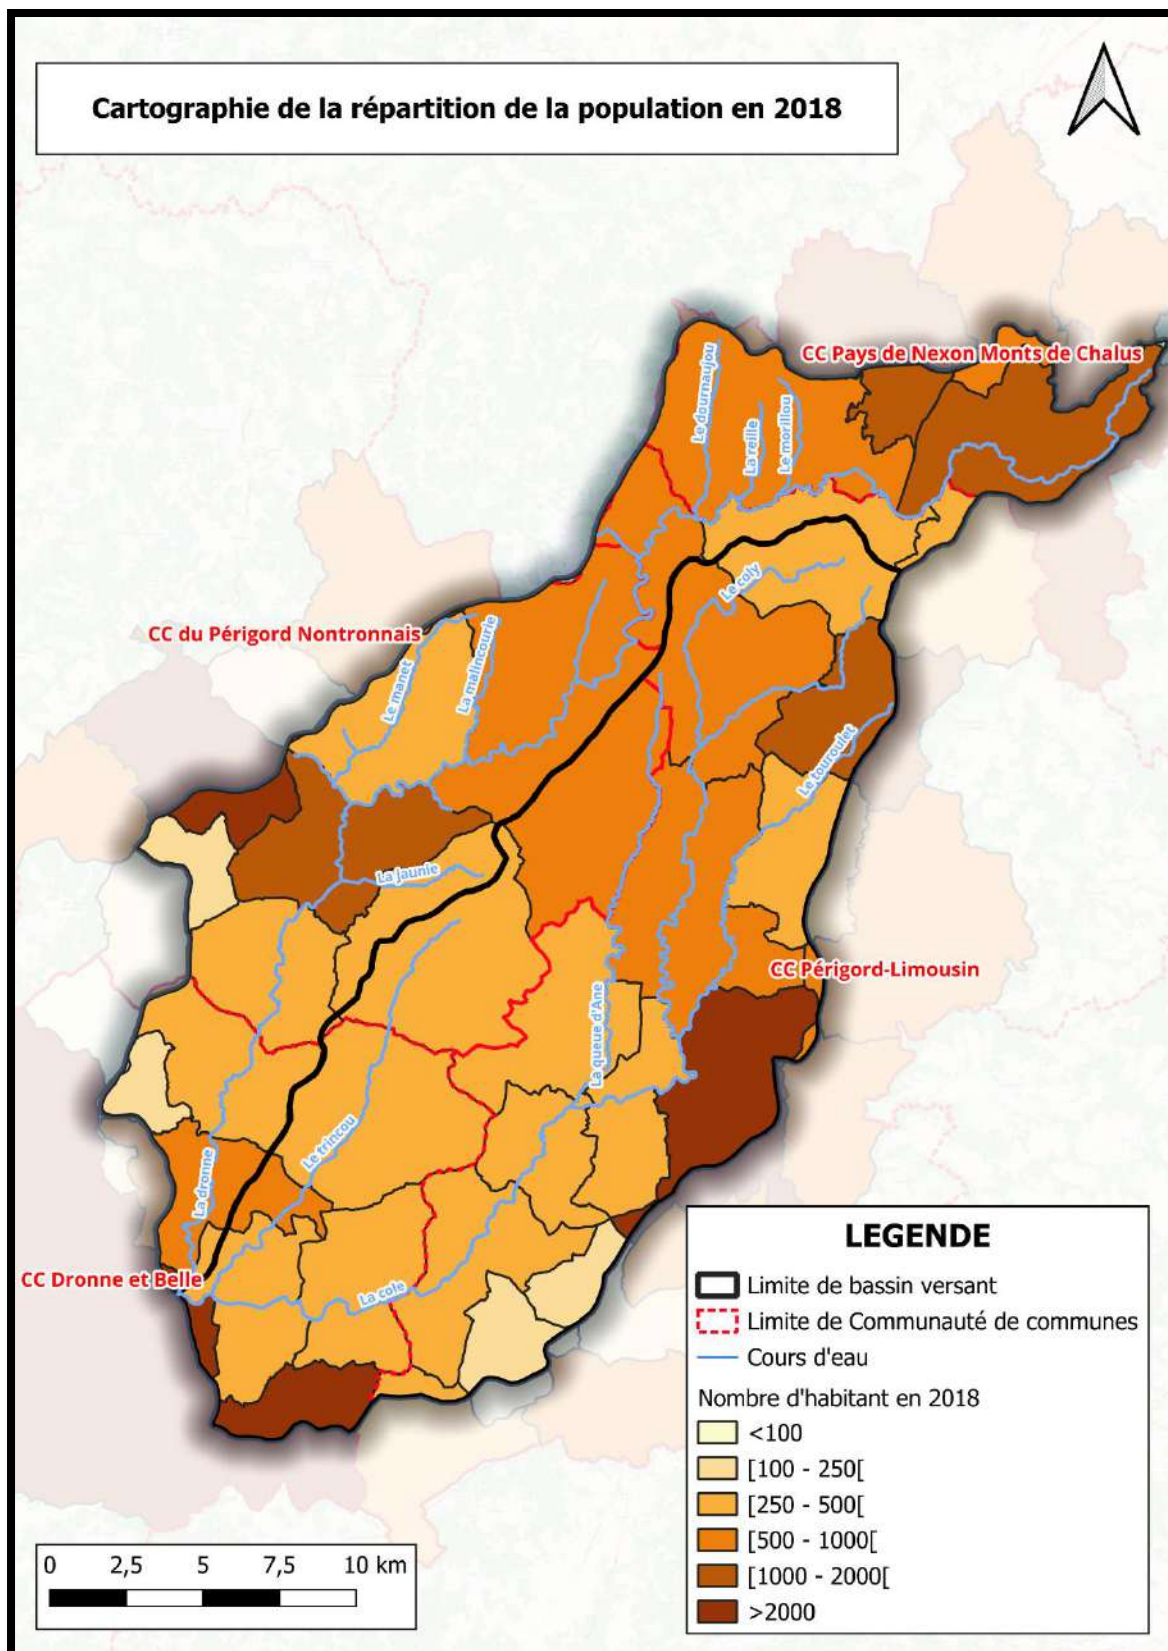 Cartographie de la répartition de la population en 2018
CC Pays de Nexon Monts de Chalus
Le dournaujou
La reille
Le morillou
Le coly
CC du Périgord Nontronnais
Le manet
La malincourie
Le touroulet
La jaunie
CC Périgord-Limousin
La queue d'Ane
Le trincou
La dronne
CC Dronne et Belle
La cole
LEGENDE
Limite de bassin versant
Limite de Communauté de communes
Cours d'eau
Nombre d'habitant en 2018
<100
[100 - 250[
[250 - 500[
[500 - 1000[
[1000 - 2000[
>2000
0 2,5 5 7,5 10 km